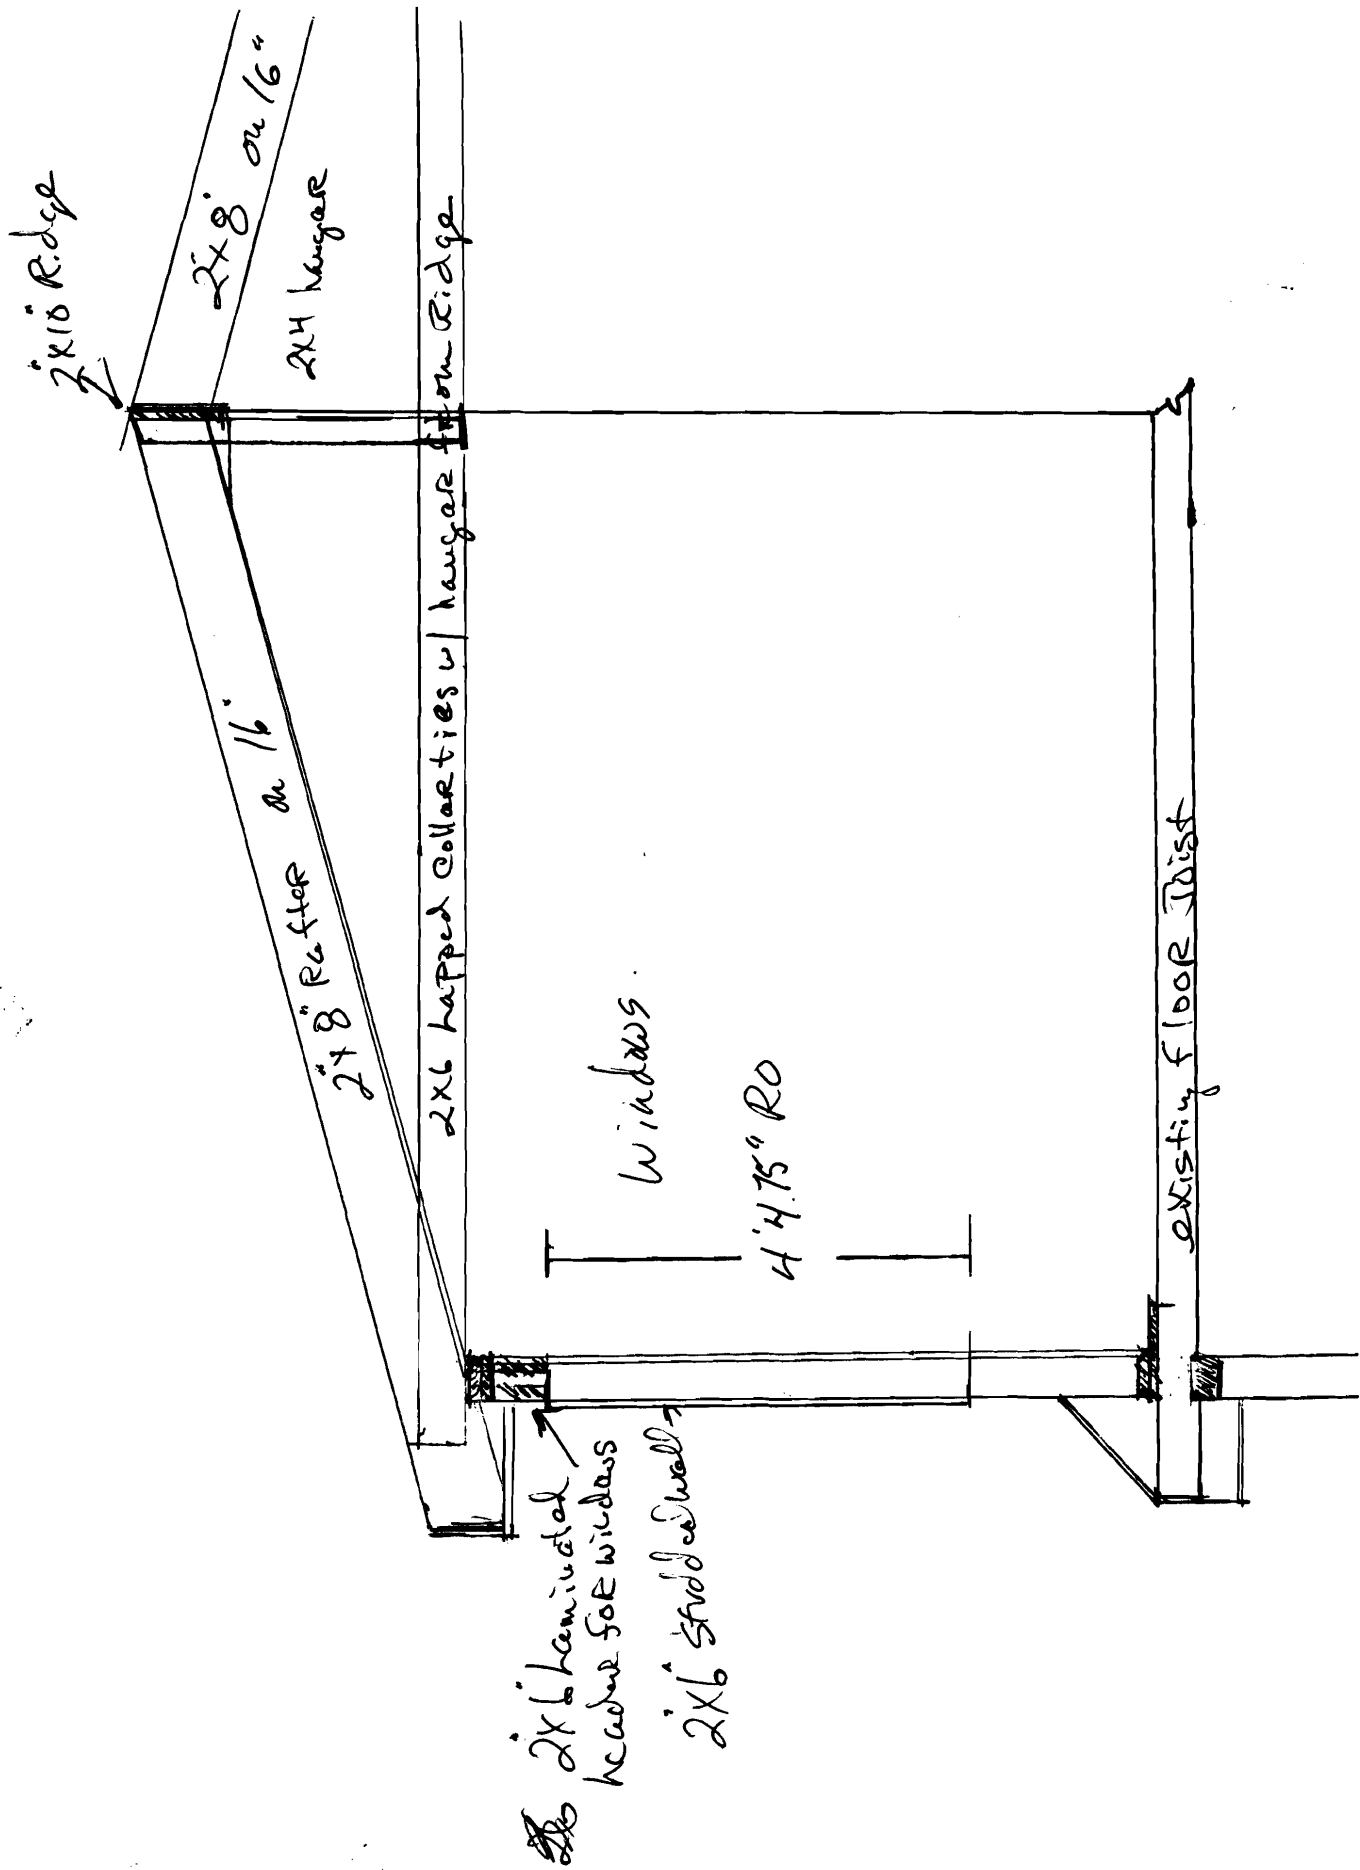 2"x10" Ridge
2"x8" on 16"
2x4 hangar
2"x8" Rafter on 16"
2x6 Lapped Collarties w/ hangar from Ridge
Windows.
4'4.75" RO
2"x6" Laminated
header for windows
2"x6" Studded wall
existing floor Joist